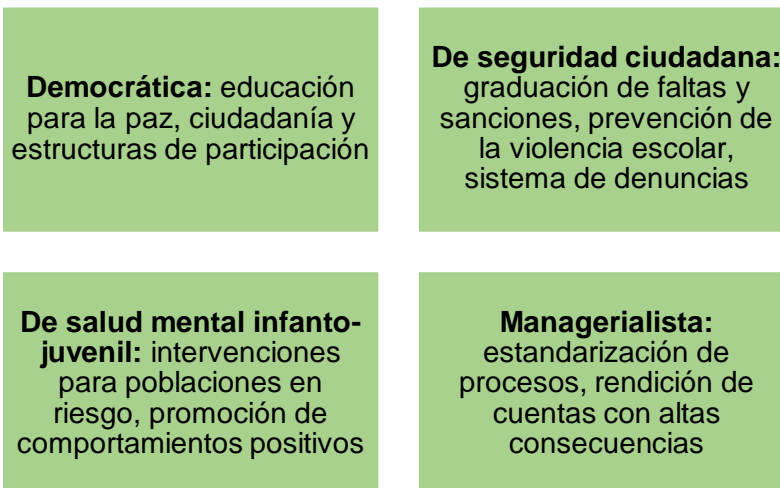 Democrática: educación
para la paz, ciudadanía y
estructuras de participación
De seguridad ciudadana:
graduación de faltas y
sanciones, prevención de
la violencia escolar,
sistema de denuncias
De salud mental infanto-
juvenil: intervenciones
para poblaciones en
riesgo, promoción de
comportamientos positivos
Managerialista:
estandarización de
procesos, rendición de
cuentas con altas
consecuencias